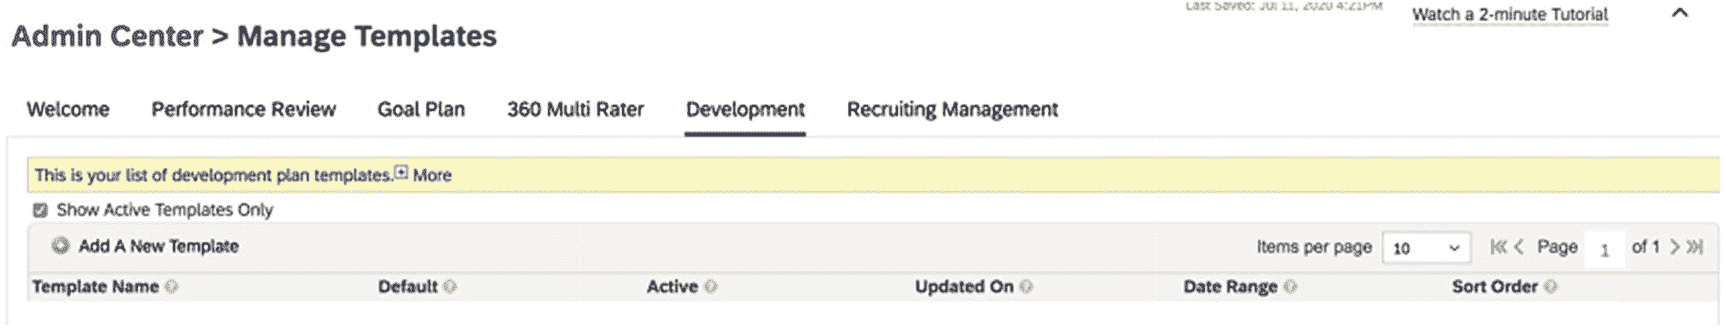 Last Saved: Jul 11, 2020 4:21PM
Watch a 2-minute Tutorial
Admin Center > Manage Templates
Welcome Performance Review Goal Plan 360 Multi Rater Development Recruiting Management
This is your list of development plan templates. More
Show Active Templates Only
Add A New Template Items per page 10 Page 1 of 1
Template Name Default Active Updated On Date Range Sort Order